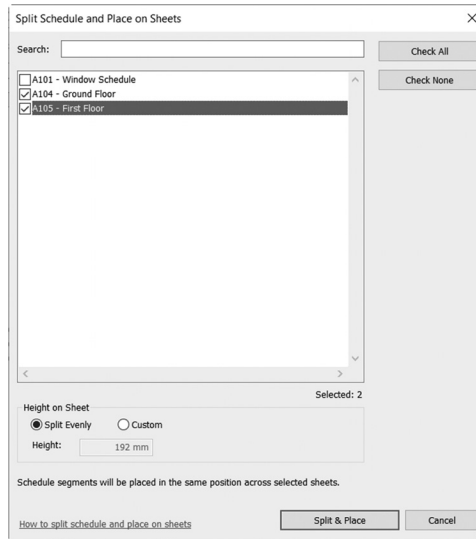 Split Schedule and Place on Sheets
Search:
Check All
Check None
A101 - Window Schedule
A104 - Ground Floor
A105 - First Floor
Selected: 2
Height on Sheet
Split Evenly
Custom
Height:
192 mm
Schedule segments will be placed in the same position across selected sheets.
How to split schedule and place on sheets
Split & Place
Cancel